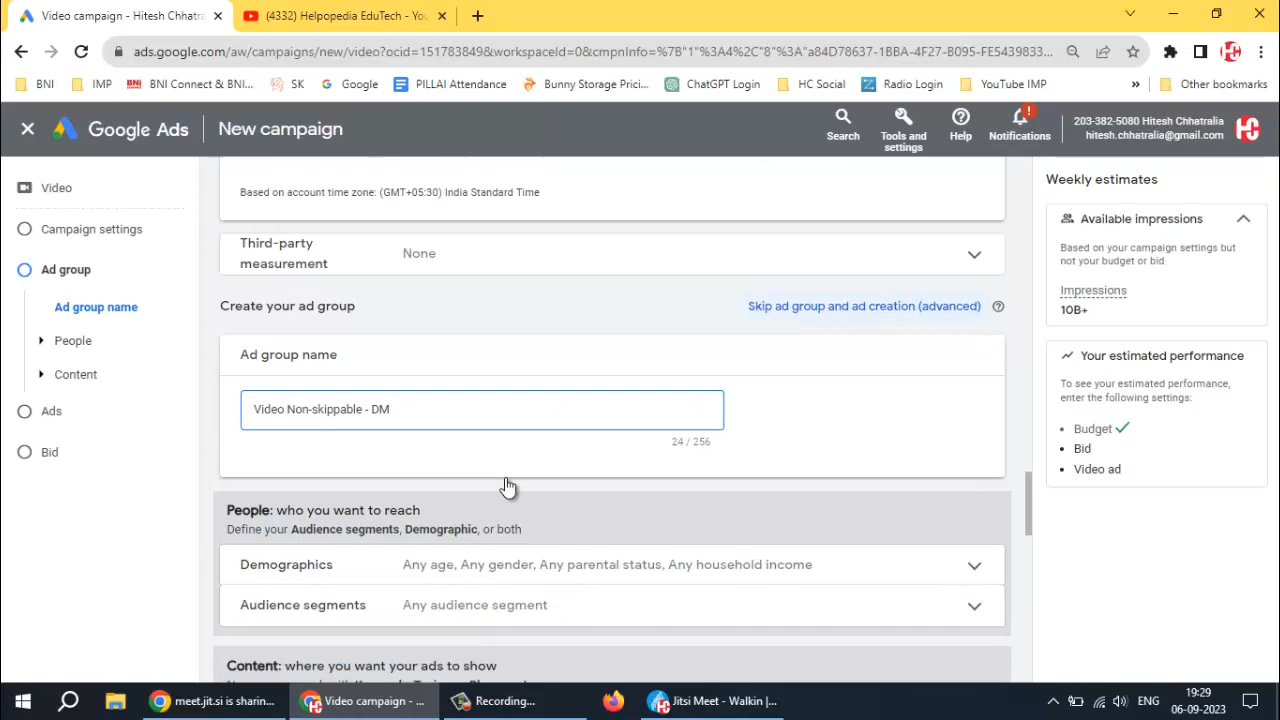 Video campaign - Hitesh Chhatra
(4332) Helpopedia EduTech - You
ads.google.com/aw/campaigns/new/video?ocid=151783849&workspaceId=0&cmpnInfo=%7B"1"%3A4%2C"8"%3A"a84D78637-1BBA-4F27-B095-FE5439833...
BNI
IMP
BNI Connect & BNI...
SK
Google
PILLAI Attendance
Bunny Storage Prici...
ChatGPT Login
HC Social
Radio Login
YouTube IMP
»
Other bookmarks
Google Ads
New campaign
Search
Tools and settings
Help
Notifications
203-382-5080 Hitesh Chhatralia
hitesh.chhatralia@gmail.com
Video
Campaign settings
Ad group
Ad group name
People
Content
Ads
Bid
Based on account time zone: (GMT+05:30) India Standard Time
Third-party measurement
None
Create your ad group
Skip ad group and ad creation (advanced)
Ad group name
Video Non-skippable - DM
24 / 256
People: who you want to reach
Define your Audience segments, Demographic, or both
Demographics
Any age, Any gender, Any parental status, Any household income
Audience segments
Any audience segment
Content: where you want your ads to show
Weekly estimates
Available impressions
Based on your campaign settings but
not your budget or bid
Impressions
10B+
Your estimated performance
To see your estimated performance,
enter the following settings:
• Budget
• Bid
• Video ad
meet.jit.si is sharin...
Video campaign - ...
Recording...
Jitsi Meet - Walkin |...
ENG
19:29
06-09-2023